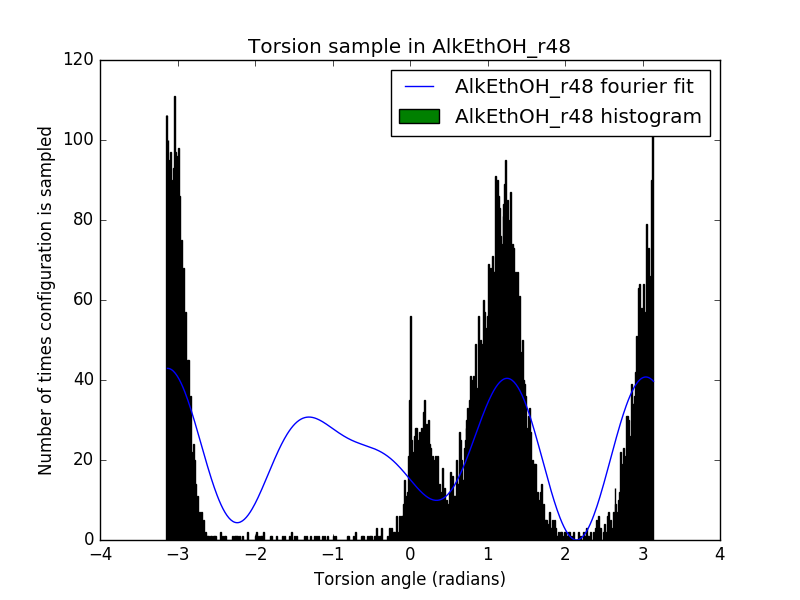 Torsion sample in AlkEthOH_r48
AlkEthOH_r48 fourier fit
AlkEthOH_r48 histogram
Number of times configuration is sampled
120
100
80
60
40
20
0
−4 −3 −2 −1 0 1 2 3 4
Torsion angle (radians)